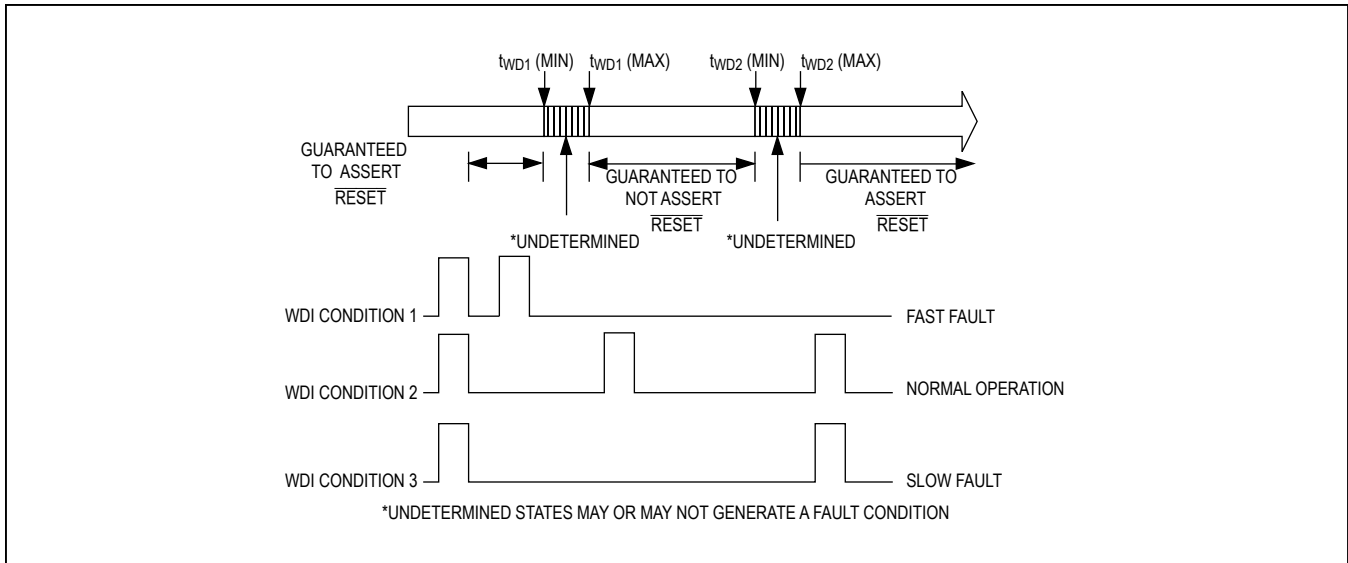 tWD1 (MIN) tWD1 (MAX) tWD2 (MIN) tWD2 (MAX)
GUARANTEED
TO ASSERT
RESET
GUARANTEED TO
NOT ASSERT
RESET
GUARANTEED TO
ASSERT
RESET
*UNDETERMINED
*UNDETERMINED
WDI CONDITION 1
FAST FAULT
WDI CONDITION 2
NORMAL OPERATION
WDI CONDITION 3
SLOW FAULT
*UNDETERMINED STATES MAY OR MAY NOT GENERATE A FAULT CONDITION